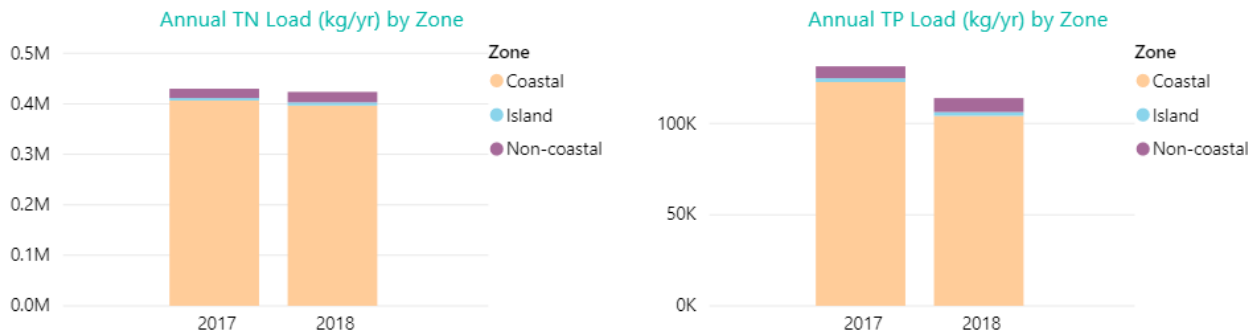 Annual TN Load (kg/yr) by Zone
0.5M
0.4M
0.3M
0.2M
0.1M
0.0M
2017 2018
Zone
Coastal
Island
Non-coastal
Annual TP Load (kg/yr) by Zone
100K
50K
0K
2017 2018
Zone
Coastal
Island
Non-coastal